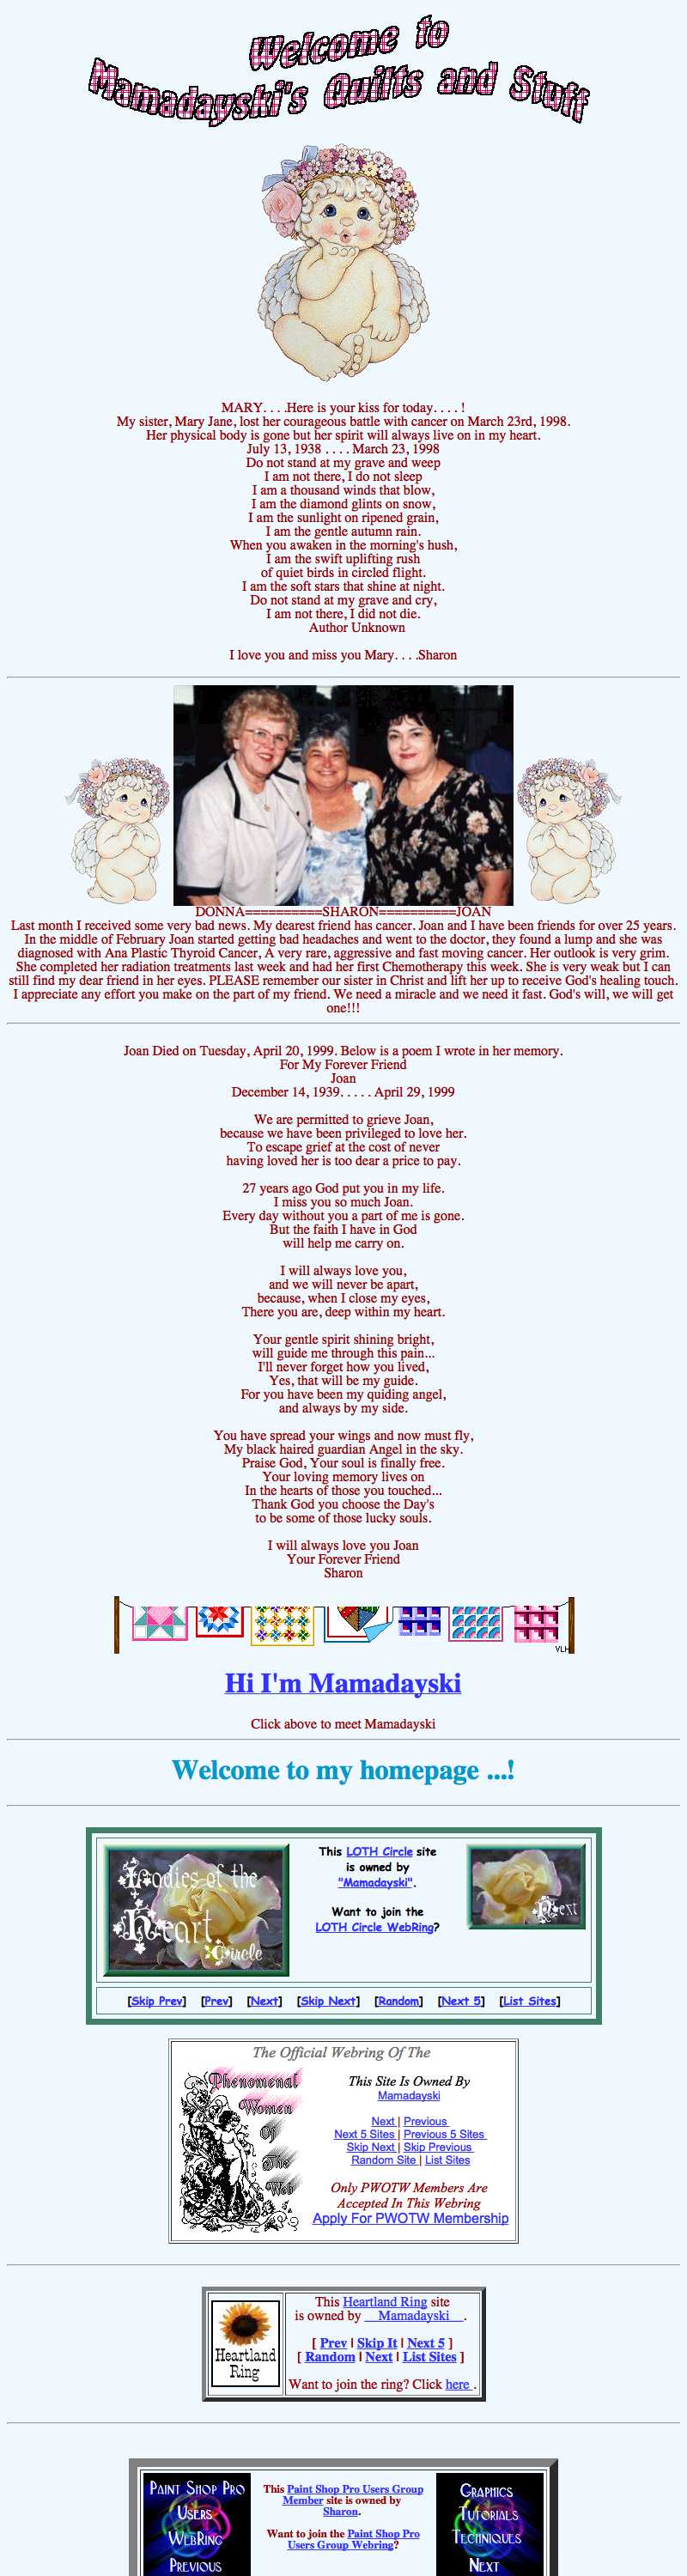 Welcome to
Mamadayski's Quilts and Stuff
MARY. . . .Here is your kiss for today. . . . !
My sister, Mary Jane, lost her courageous battle with cancer on March 23rd, 1998.
Her physical body is gone but her spirit will always live on in my heart.
July 13, 1938 . . . . March 23, 1998
Do not stand at my grave and weep
I am not there, I do not sleep
I am a thousand winds that blow,
I am the diamond glints on snow,
I am the sunlight on ripened grain,
I am the gentle autumn rain.
When you awaken in the morning's hush,
I am the swift uplifting rush
of quiet birds in circled flight.
I am the soft stars that shine at night.
Do not stand at my grave and cry,
I am not there, I did not die.
Author Unknown
I love you and miss you Mary. . . .Sharon
DONNA==========SHARON==========JOAN
Last month I received some very bad news. My dearest friend has cancer. Joan and I have been friends for over 25 years.
In the middle of February Joan started getting bad headaches and went to the doctor, they found a lump and she was
diagnosed with Ana Plastic Thyroid Cancer, A very rare, aggressive and fast moving cancer. Her outlook is very grim.
She completed her radiation treatments last week and had her first Chemotherapy this week. She is very weak but I can
still find my dear friend in her eyes. PLEASE remember our sister in Christ and lift her up to receive God's healing touch.
I appreciate any effort you make on the part of my friend. We need a miracle and we need it fast. God's will, we will get
one!!!
Joan Died on Tuesday, April 20, 1999. Below is a poem I wrote in her memory.
For My Forever Friend
Joan
December 14, 1939. . . . . April 29, 1999
We are permitted to grieve Joan,
because we have been privileged to love her.
To escape grief at the cost of never
having loved her is too dear a price to pay.
27 years ago God put you in my life.
I miss you so much Joan.
Every day without you a part of me is gone.
But the faith I have in God
will help me carry on.
I will always love you,
and we will never be apart,
because, when I close my eyes,
There you are, deep within my heart.
Your gentle spirit shining bright,
will guide me through this pain...
I'll never forget how you lived,
Yes, that will be my guide.
For you have been my quiding angel,
and always by my side.
You have spread your wings and now must fly,
My black haired guardian Angel in the sky.
Praise God, Your soul is finally free.
Your loving memory lives on
In the hearts of those you touched...
Thank God you choose the Day's
to be some of those lucky souls.
I will always love you Joan
Your Forever Friend
Sharon
VLH
Hi I'm Mamadayski
Click above to meet Mamadayski
Welcome to my homepage ...!
Ladies of the
Heart
Circle
This LOTH Circle site
is owned by
"Mamadayski".
Want to join the
LOTH Circle WebRing?
Next
[Skip Prev] [Prev] [Next] [Skip Next] [Random] [Next 5] [List Sites]
The Official Webring Of The
Phenomenal
Women
Of
The
Web
This Site Is Owned By
Mamadayski
Next | Previous
Next 5 Sites | Previous 5 Sites
Skip Next | Skip Previous
Random Site | List Sites
Only PWOTW Members Are
Accepted In This Webring
Apply For PWOTW Membership
Heartland
Ring
This Heartland Ring site
is owned by Mamadayski .
[ Prev | Skip It | Next 5 ]
[ Random | Next | List Sites ]
Want to join the ring? Click here .
Paint Shop Pro
Users
WebRing
Previous
This Paint Shop Pro Users Group
Member site is owned by
Sharon.
Want to join the Paint Shop Pro
Users Group Webring?
Graphics
Tutorials
Techniques
Next